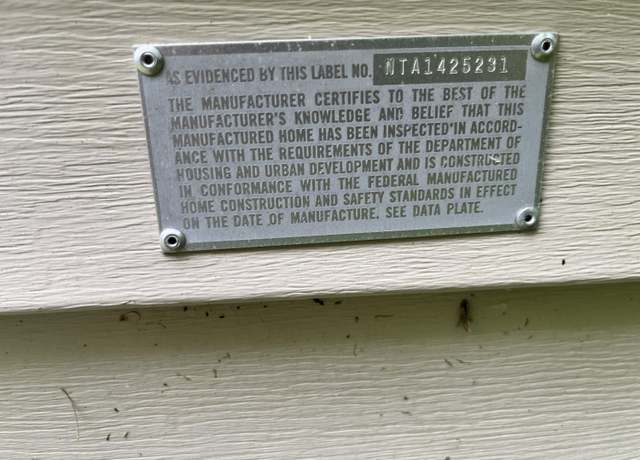 AS EVIDENCED BY THIS LABEL NO. NTA1425291
THE MANUFACTURER CERTIFIES TO THE BEST OF THE
MANUFACTURER'S KNOWLEDGE AND BELIEF THAT THIS
MANUFACTURED HOME HAS BEEN INSPECTED IN ACCORD-
ANCE WITH THE REQUIREMENTS OF THE DEPARTMENT OF
HOUSING AND URBAN DEVELOPMENT AND IS CONSTRUCTED
IN CONFORMANCE WITH THE FEDERAL MANUFACTURED
HOME CONSTRUCTION AND SAFETY STANDARDS IN EFFECT
ON THE DATE OF MANUFACTURE. SEE DATA PLATE.